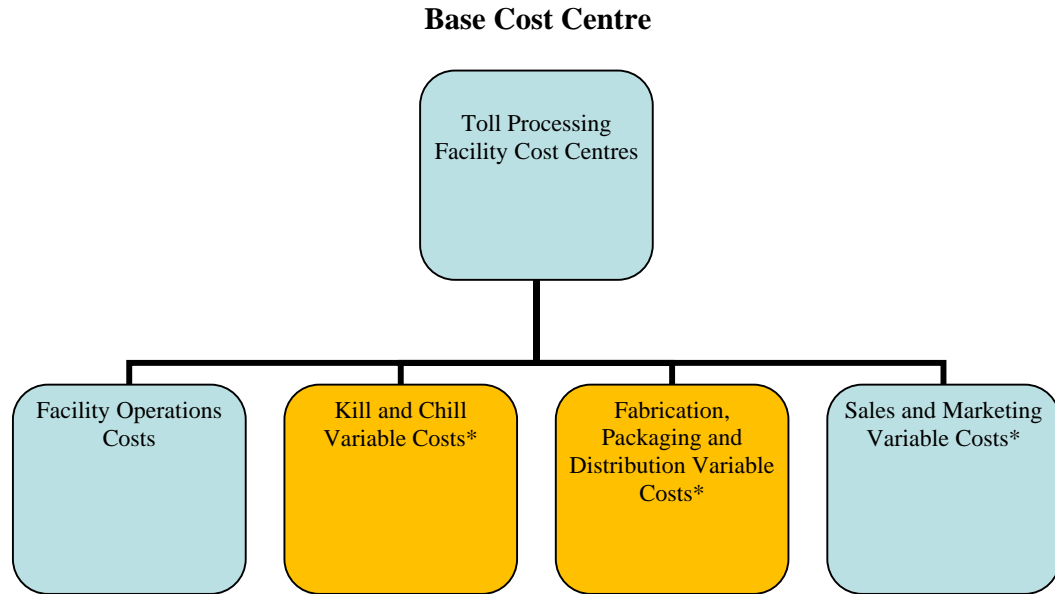 Base Cost Centre
Toll Processing
Facility Cost Centres
Facility Operations
Costs
Kill and Chill
Variable Costs*
Fabrication,
Packaging and
Distribution Variable
Costs*
Sales and Marketing
Variable Costs*